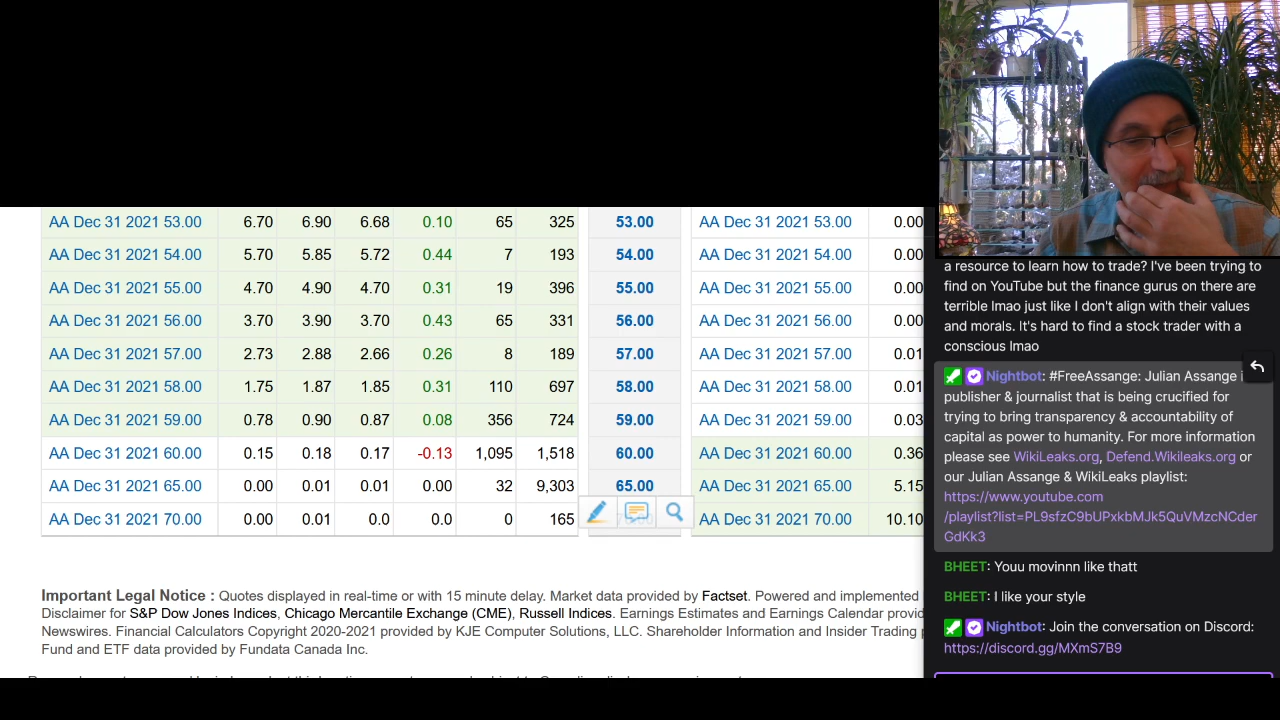 AA Dec 31 2021 53.00 6.70 6.90 6.68 0.10 65 325 53.00 AA Dec 31 2021 53.00 0.00
AA Dec 31 2021 54.00 5.70 5.85 5.72 0.44 7 193 54.00 AA Dec 31 2021 54.00 0.00
AA Dec 31 2021 55.00 4.70 4.90 4.70 0.31 19 396 55.00 AA Dec 31 2021 55.00 0.00
AA Dec 31 2021 56.00 3.70 3.90 3.70 0.43 65 331 56.00 AA Dec 31 2021 56.00 0.00
AA Dec 31 2021 57.00 2.73 2.88 2.66 0.26 8 189 57.00 AA Dec 31 2021 57.00 0.01
AA Dec 31 2021 58.00 1.75 1.87 1.85 0.31 110 697 58.00 AA Dec 31 2021 58.00 0.01
AA Dec 31 2021 59.00 0.78 0.90 0.87 0.08 356 724 59.00 AA Dec 31 2021 59.00 0.03
AA Dec 31 2021 60.00 0.15 0.18 0.17 -0.13 1,095 1,518 60.00 AA Dec 31 2021 60.00 0.36
AA Dec 31 2021 65.00 0.00 0.01 0.01 0.00 32 9,303 65.00 AA Dec 31 2021 65.00 5.15
AA Dec 31 2021 70.00 0.00 0.01 0.0 0.0 0 165 AA Dec 31 2021 70.00 10.10
Important Legal Notice : Quotes displayed in real-time or with 15 minute delay. Market data provided by Factset. Powered and implemented
Disclaimer for S&P Dow Jones Indices, Chicago Mercantile Exchange (CME), Russell Indices. Earnings Estimates and Earnings Calendar provid
Newswires. Financial Calculators Copyright 2020-2021 provided by KJE Computer Solutions, LLC. Shareholder Information and Insider Trading
Fund and ETF data provided by Fundata Canada Inc.
a resource to learn how to trade? I've been trying to
find on YouTube but the finance gurus on there are
terrible lmao just like I don't align with their values
and morals. It's hard to find a stock trader with a
conscious lmao
Nightbot: #FreeAssange: Julian Assange i
publisher & journalist that is being crucified for
trying to bring transparency & accountability of
capital as power to humanity. For more information
please see WikiLeaks.org, Defend.Wikileaks.org or
our Julian Assange & WikiLeaks playlist:
https://www.youtube.com
/playlist?list=PL9sfzC9bUPxkbMJk5QuVMzcNCder
GdKk3
BHEET: Youu movinnn like thatt
BHEET: I like your style
Nightbot: Join the conversation on Discord:
https://discord.gg/MXmS7B9